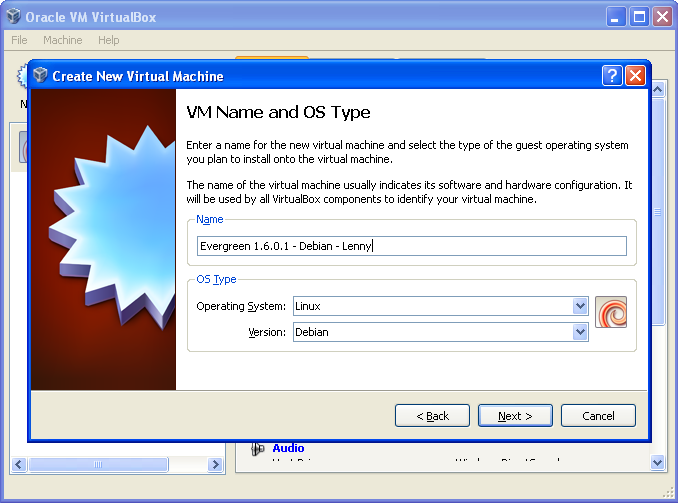 Oracle VM VirtualBox
File Machine Help
N
Create New Virtual Machine
VM Name and OS Type
Enter a name for the new virtual machine and select the type of the guest operating system
you plan to install onto the virtual machine.
The name of the virtual machine usually indicates its software and hardware configuration. It
will be used by all VirtualBox components to identify your virtual machine.
Name
Evergreen 1.6.0.1 - Debian - Lenny
OS Type
Operating System: Linux
Version: Debian
< Back Next > Cancel
Audio